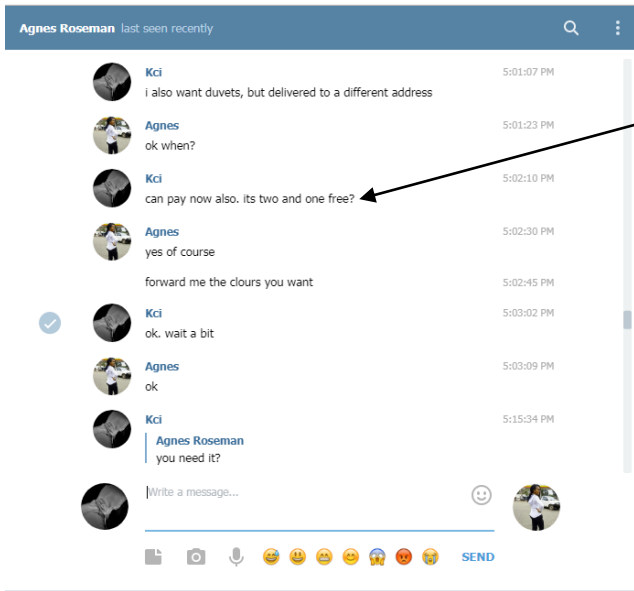 Agnes Roseman last seen recently
Kci 5:01:07 PM
i also want duvets, but delivered to a different address
Agnes 5:01:23 PM
ok when?
Kci 5:02:10 PM
can pay now also. its two and one free?
Agnes 5:02:30 PM
yes of course
forward me the clours you want 5:02:45 PM
Kci 5:03:02 PM
ok. wait a bit
Agnes 5:03:09 PM
ok
Kci 5:15:34 PM
Agnes Roseman
you need it?
Write a message...
SEND